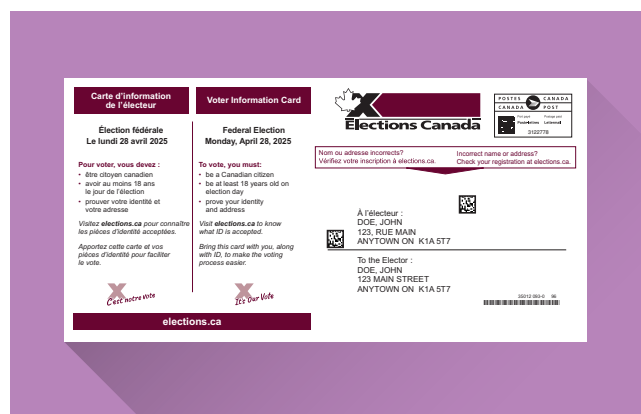 Carte d'information
de l'électeur
Élection fédérale
Le lundi 28 avril 2025
Pour voter, vous devez :
• être citoyen canadien
• avoir au moins 18 ans
le jour de l'élection
• prouver votre identité et
votre adresse
Visitez elections.ca pour connaître
les pièces d'identité acceptées.
Apportez cette carte et vos
pièces d'identité pour faciliter
le vote.
C'est notre vote
Voter Information Card
Federal Election
Monday, April 28, 2025
To vote, you must:
• be a Canadian citizen
• be at least 18 years old on
election day
• prove your identity
and address
Visit elections.ca to know
what ID is accepted.
Bring this card with you, along
with ID, to make the voting
process easier.
It's Our Vote
elections.ca
Elections Canada
POSTES CANADA
CANADA POST
Port payé Postage paid
Poste-lettres Lettermail
3122778
Nom ou adresse incorrects?
Vérifiez votre inscription à elections.ca.
Incorrect name or address?
Check your registration at elections.ca.
À l'électeur :
DOE, JOHN
123, RUE MAIN
ANYTOWN ON K1A 5T7
To the Elector :
DOE, JOHN
123 MAIN STREET
ANYTOWN ON K1A 5T7